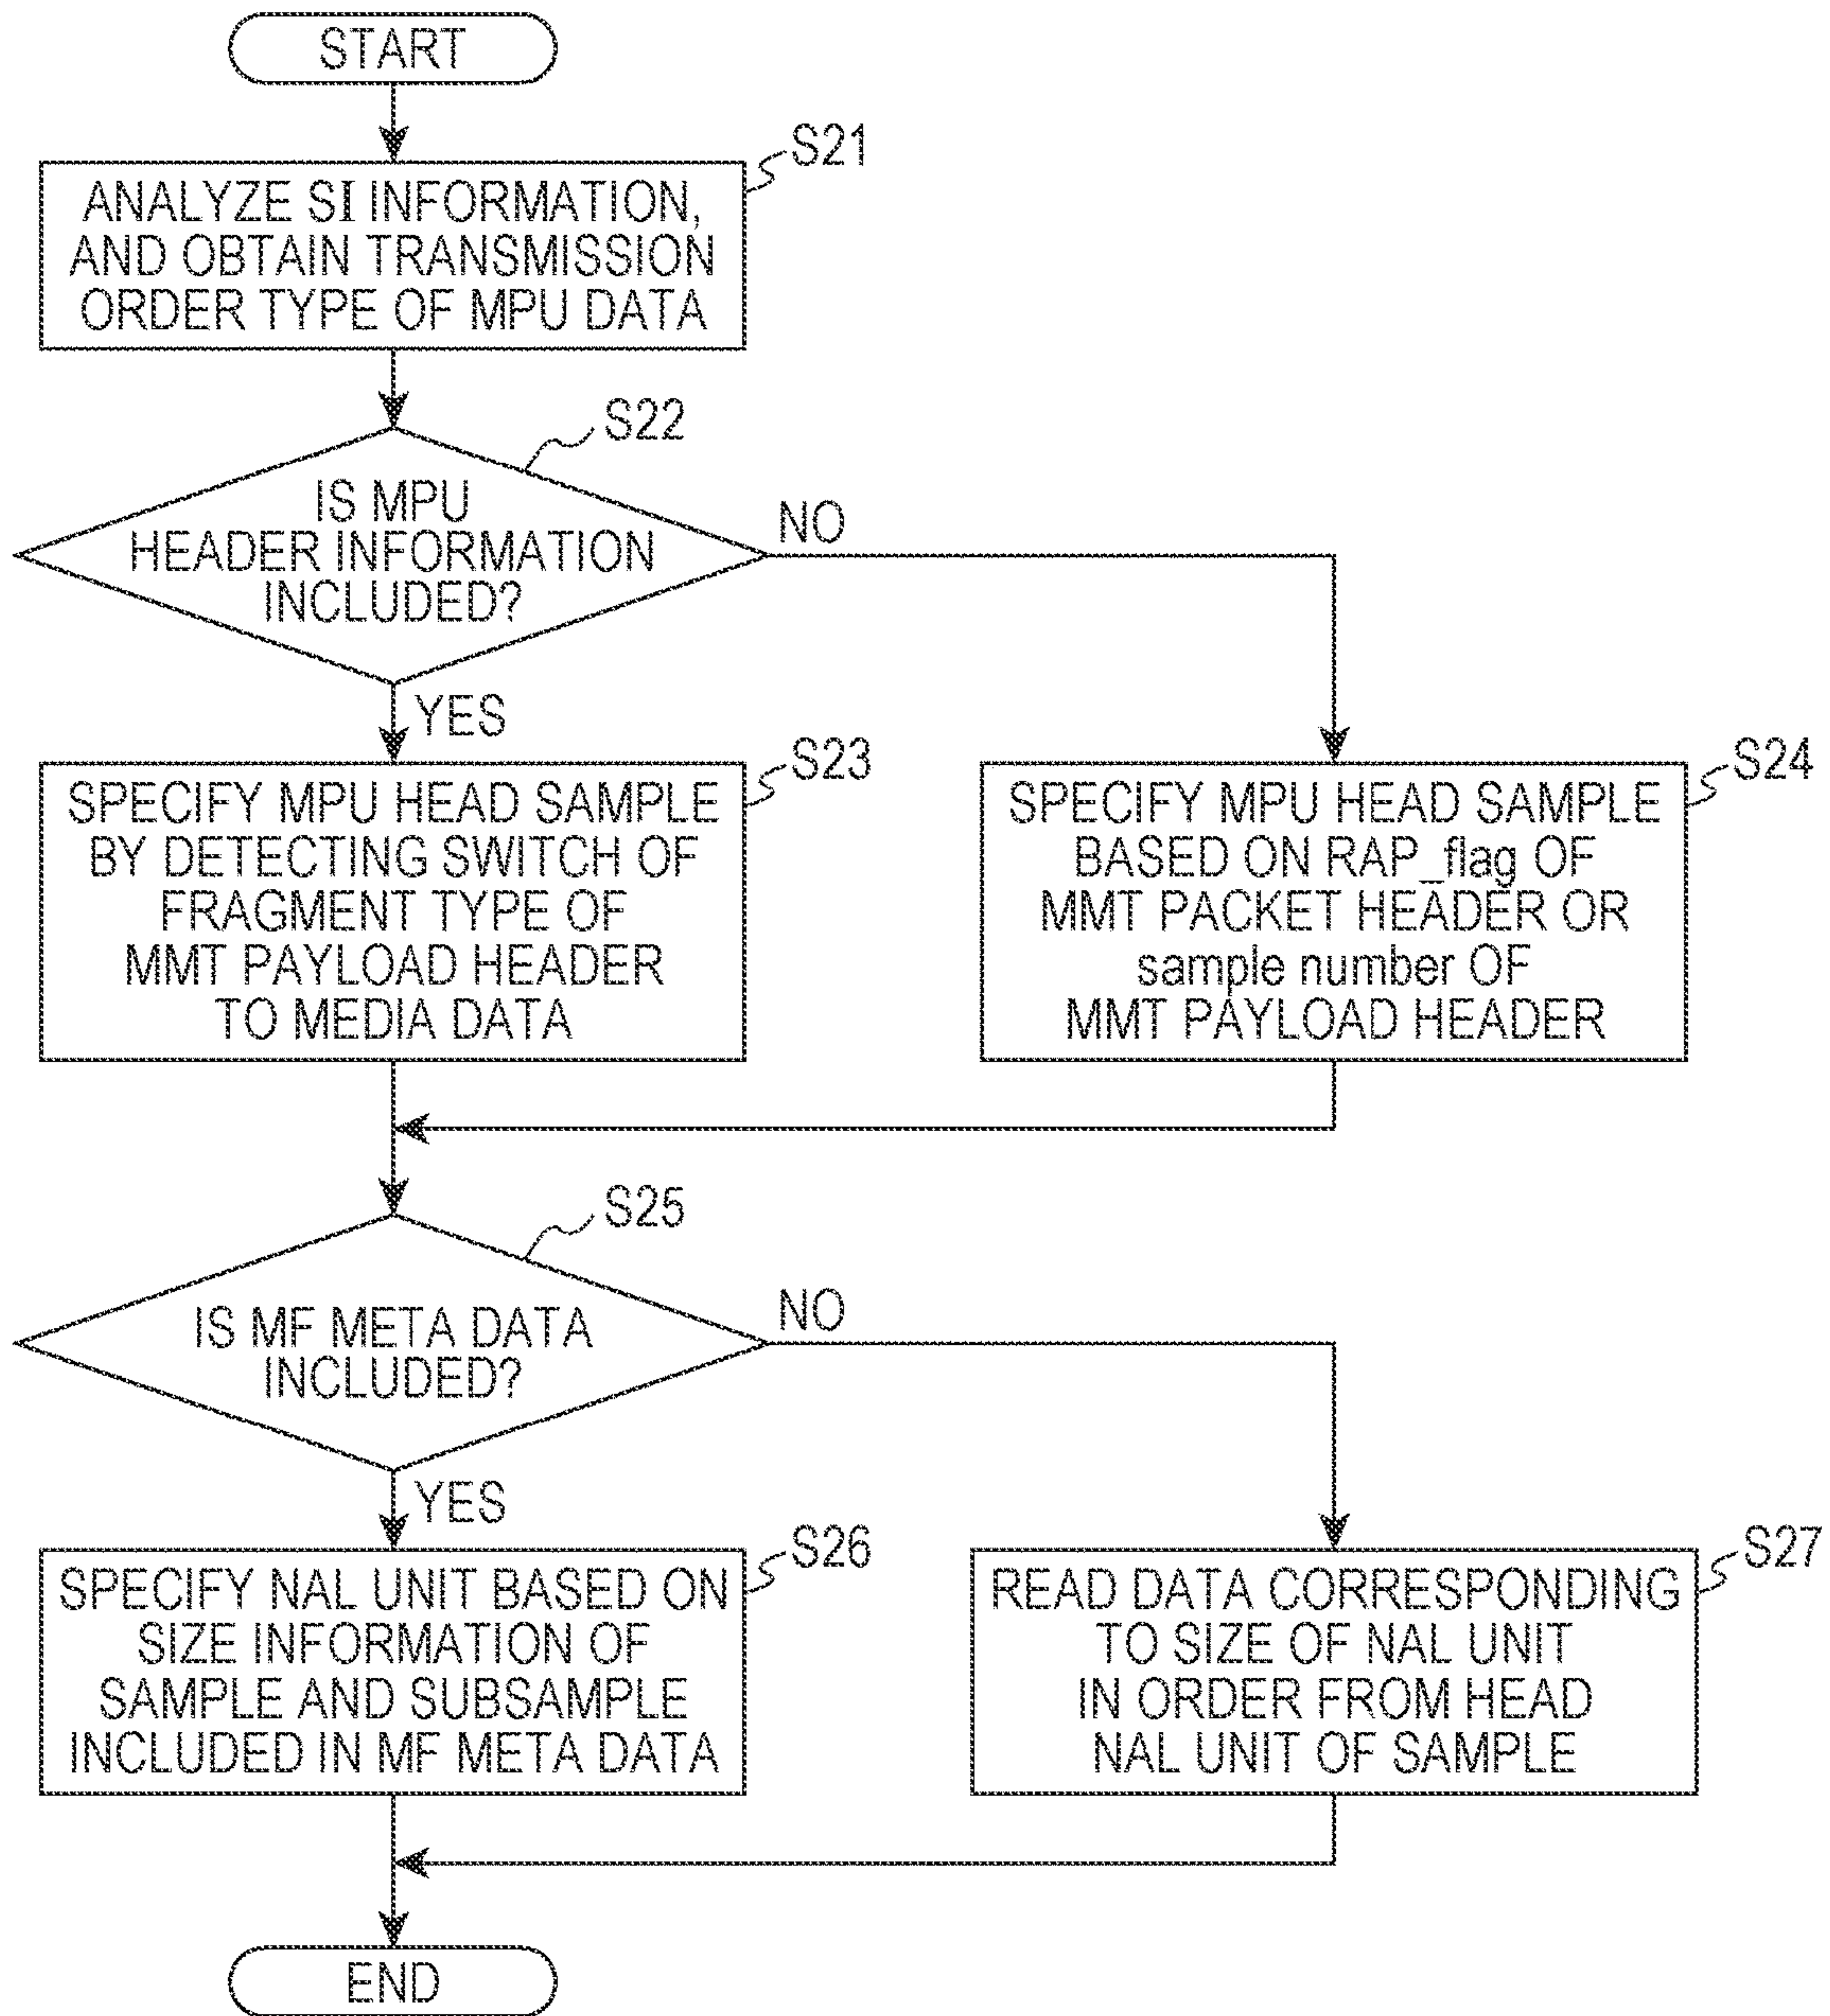 START
S21
ANALYZE SI INFORMATION,
AND OBTAIN TRANSMISSION
ORDER TYPE OF MPU DATA
S22
IS MPU
HEADER INFORMATION
INCLUDED?
NO
YES
S23
SPECIFY MPU HEAD SAMPLE
BY DETECTING SWITCH OF
FRAGMENT TYPE OF
MMT PAYLOAD HEADER
TO MEDIA DATA
S24
SPECIFY MPU HEAD SAMPLE
BASED ON RAP_flag OF
MMT PACKET HEADER OR
sample number OF
MMT PAYLOAD HEADER
S25
IS MF META DATA
INCLUDED?
NO
YES
S26
SPECIFY NAL UNIT BASED ON
SIZE INFORMATION OF
SAMPLE AND SUBSAMPLE
INCLUDED IN MF META DATA
S27
READ DATA CORRESPONDING
TO SIZE OF NAL UNIT
IN ORDER FROM HEAD
NAL UNIT OF SAMPLE
END